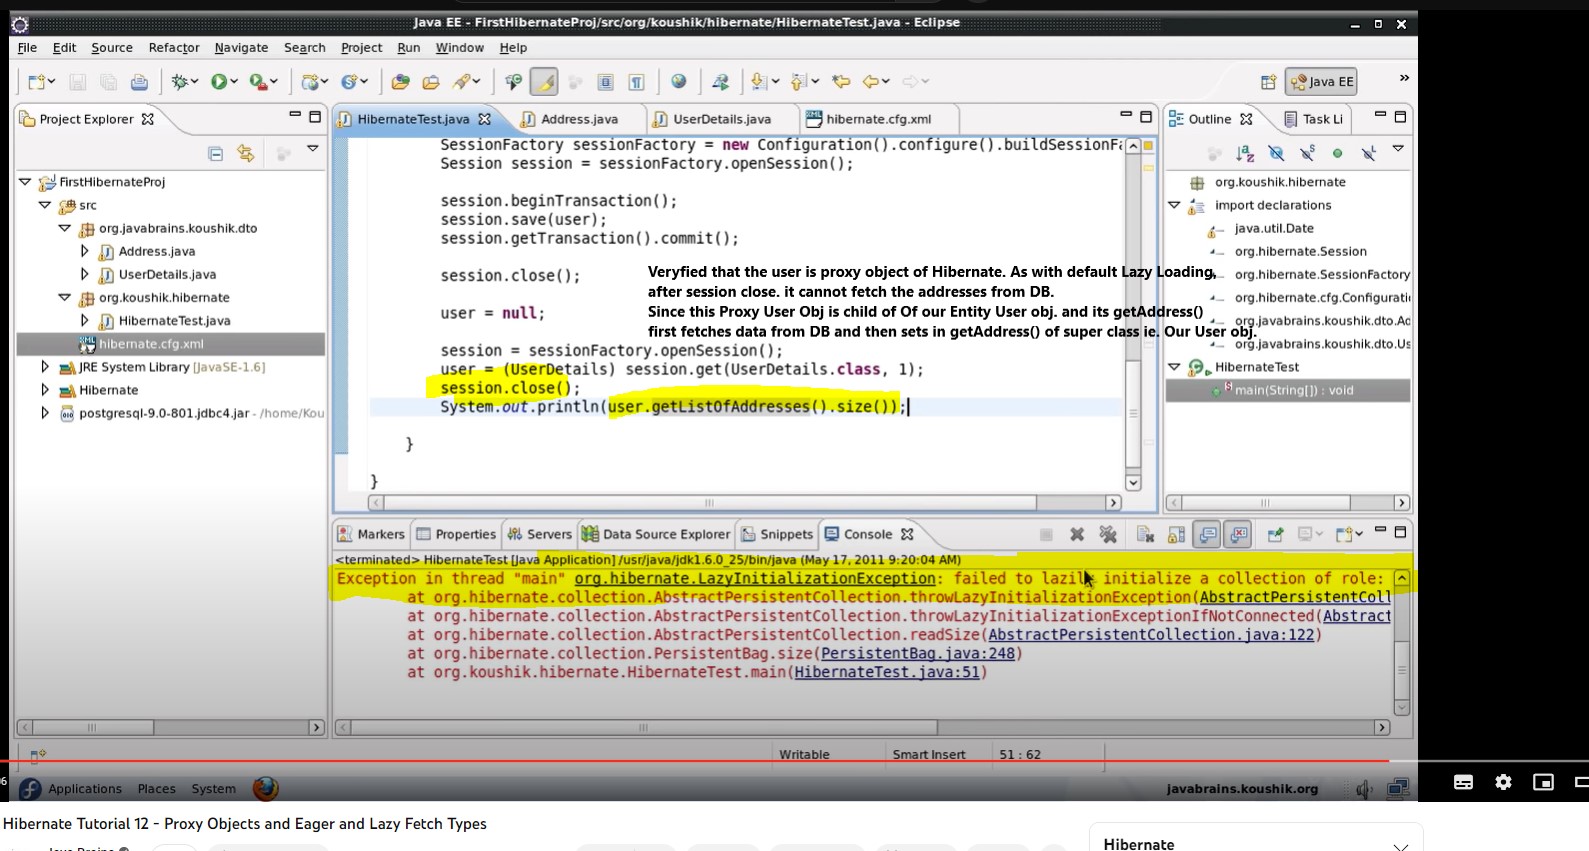 Java EE - FirstHibernateProj/src/org/koushik/hibernate/HibernateTest.java - Eclipse
File Edit Source Refactor Navigate Search Project Run Window Help
Java EE
»
Project Explorer
HibernateTest.java
Address.java
UserDetails.java
hibernate.cfg.xml
Outline
Task Li
FirstHibernateProj
src
org.javabrains.koushik.dto
Address.java
UserDetails.java
org.koushik.hibernate
HibernateTest.java
hibernate.cfg.xml
JRE System Library [JavaSE-1.6]
Hibernate
postgresql-9.0-801.jdbc4.jar - /home/Kou
SessionFactory sessionFactory = new Configuration().configure().buildSessionFa
Session session = sessionFactory.openSession();
session.beginTransaction();
session.save(user);
session.getTransaction().commit();
session.close();
user = null;
session = sessionFactory.openSession();
user = (UserDetails) session.get(UserDetails.class, 1);
session.close();
System.out.println(user.getListOfAddresses().size());
}
}
Veryfied that the user is proxy object of Hibernate. As with default Lazy Loading,
after session close. it cannot fetch the addresses from DB.
Since this Proxy User Obj is child of Of our Entity User obj. and its getAddress()
first fetches data from DB and then sets in getAddress() of super class ie. Our User obj.
org.koushik.hibernate
import declarations
java.util.Date
org.hibernate.Session
org.hibernate.SessionFactory
org.hibernate.cfg.Configurati
org.javabrains.koushik.dto.Ad
org.javabrains.koushik.dto.Us
HibernateTest
main(String[]) : void
Markers
Properties
Servers
Data Source Explorer
Snippets
Console
<terminated> HibernateTest [Java Application] /usr/java/jdk1.6.0_25/bin/java (May 17, 2011 9:20:04 AM)
Exception in thread "main" org.hibernate.LazyInitializationException: failed to lazily initialize a collection of role:
at org.hibernate.collection.AbstractPersistentCollection.throwLazyInitializationException(AbstractPersistentColl
at org.hibernate.collection.AbstractPersistentCollection.throwLazyInitializationExceptionIfNotConnected(Abstract
at org.hibernate.collection.AbstractPersistentCollection.readSize(AbstractPersistentCollection.java:122)
at org.hibernate.collection.PersistentBag.size(PersistentBag.java:248)
at org.koushik.hibernate.HibernateTest.main(HibernateTest.java:51)
Writable
Smart Insert
51 : 62
Applications Places System
javabrains.koushik.org
Hibernate Tutorial 12 - Proxy Objects and Eager and Lazy Fetch Types
Hibernate